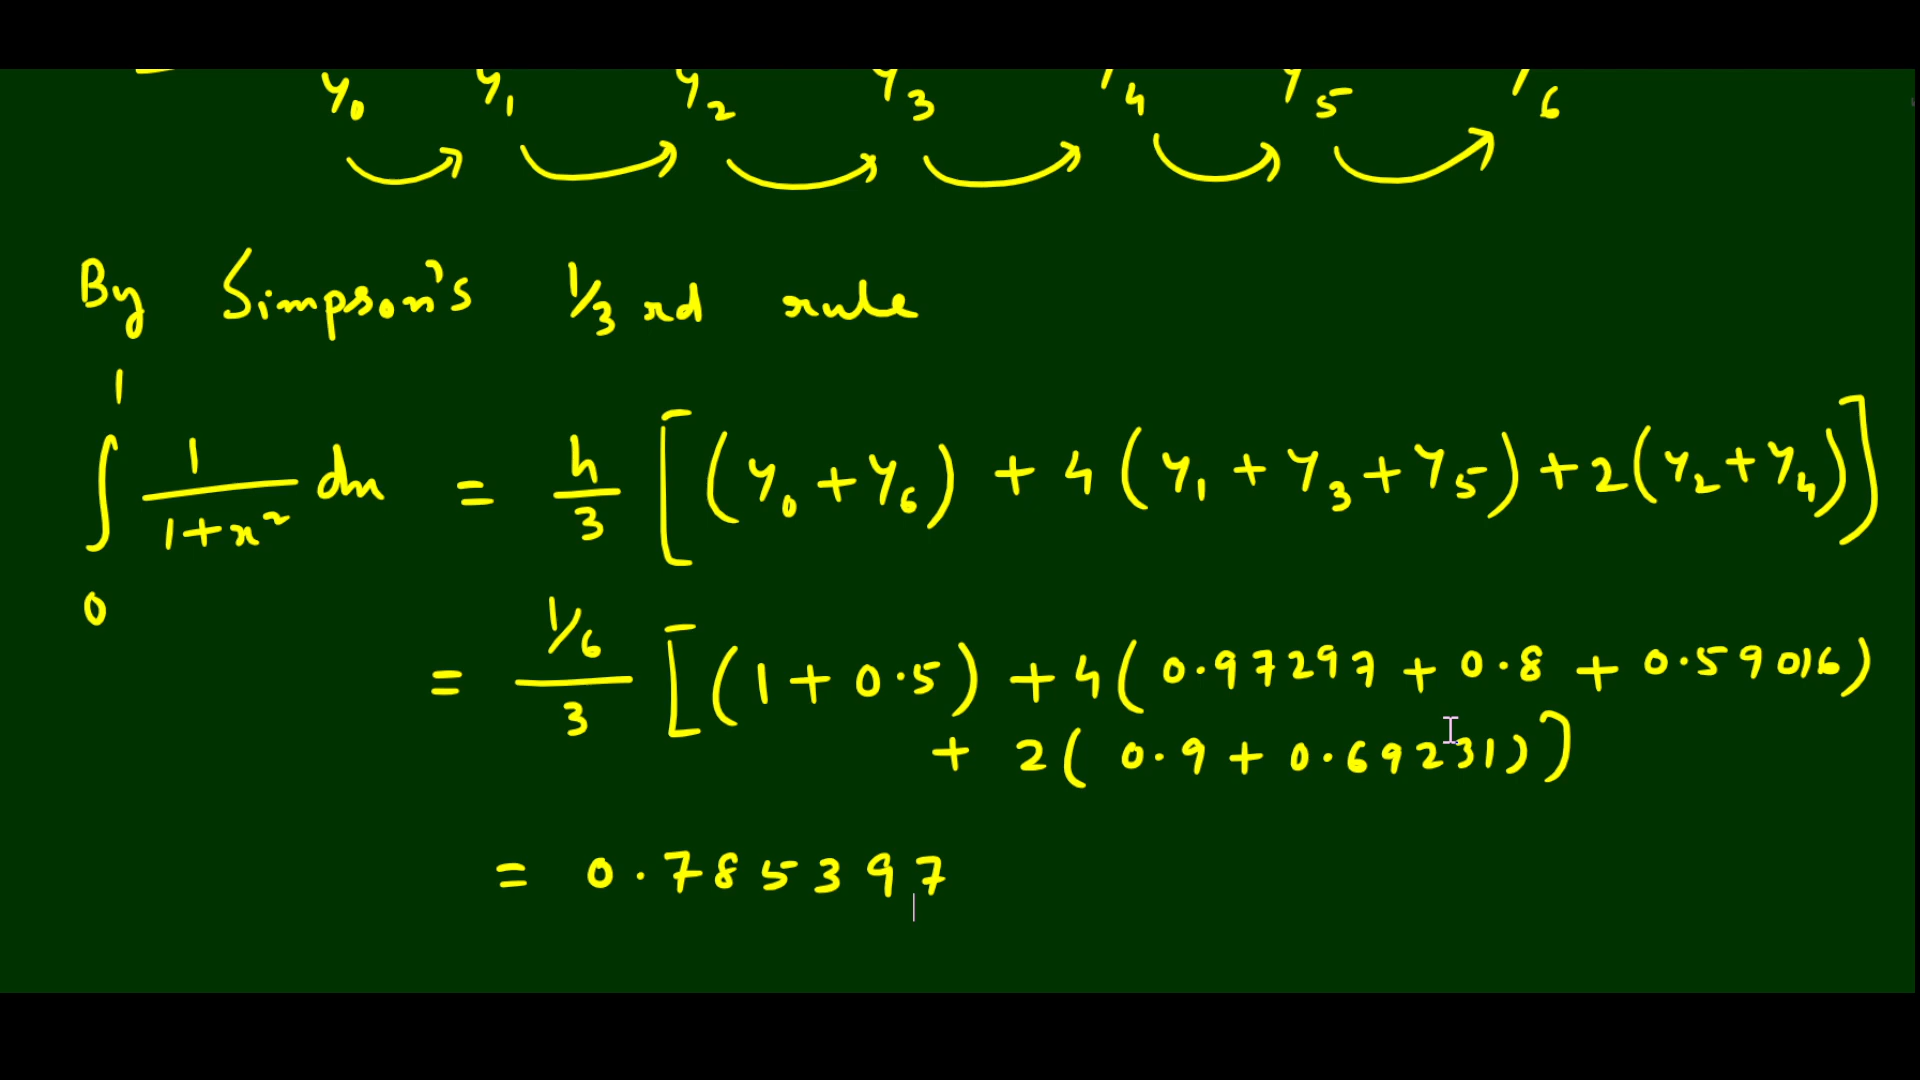 y₀ y₁ y₂ y₃ y₄ y₅ y₆
By Simpson's 1/3 rd rule
∫₀¹ 1/(1+x²) dx = h/3 [(y₀+y₆) + 4(y₁+y₃+y₅) + 2(y₂+y₄)]
= (1/6)/3 [(1+0.5) + 4(0.97297 + 0.8 + 0.59016)
+ 2(0.9 + 0.69231)]
= 0.785397